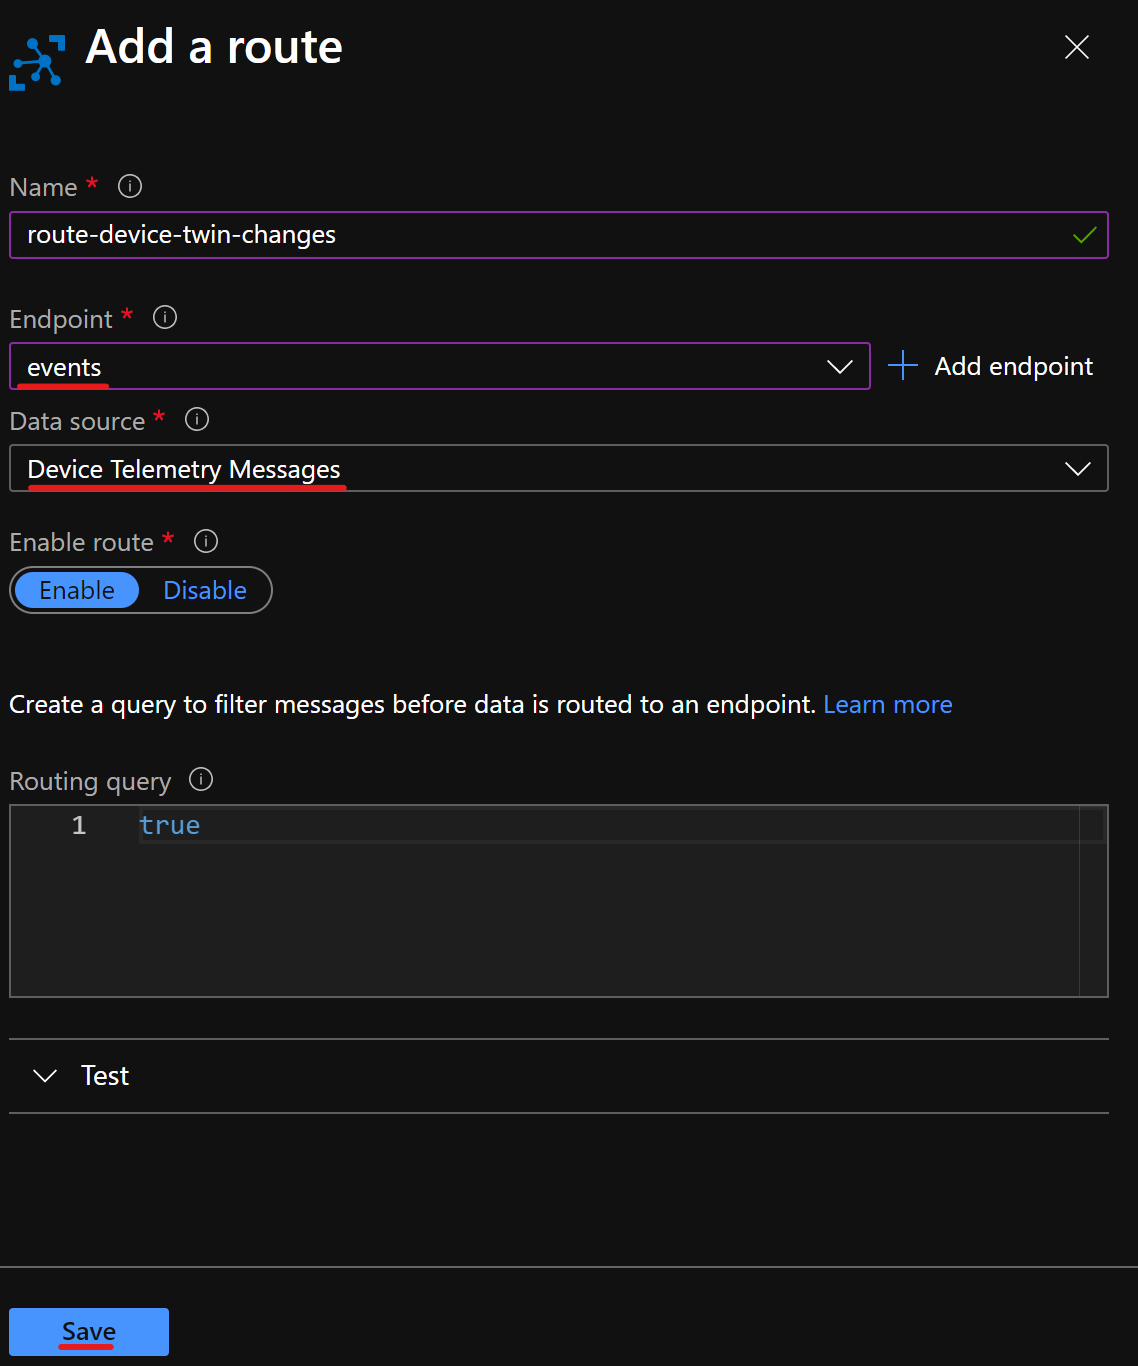 Add a route
Name *
route-device-twin-changes
Endpoint *
events
Add endpoint
Data source *
Device Telemetry Messages
Enable route *
Enable Disable
Create a query to filter messages before data is routed to an endpoint. Learn more
Routing query
1 true
Test
Save